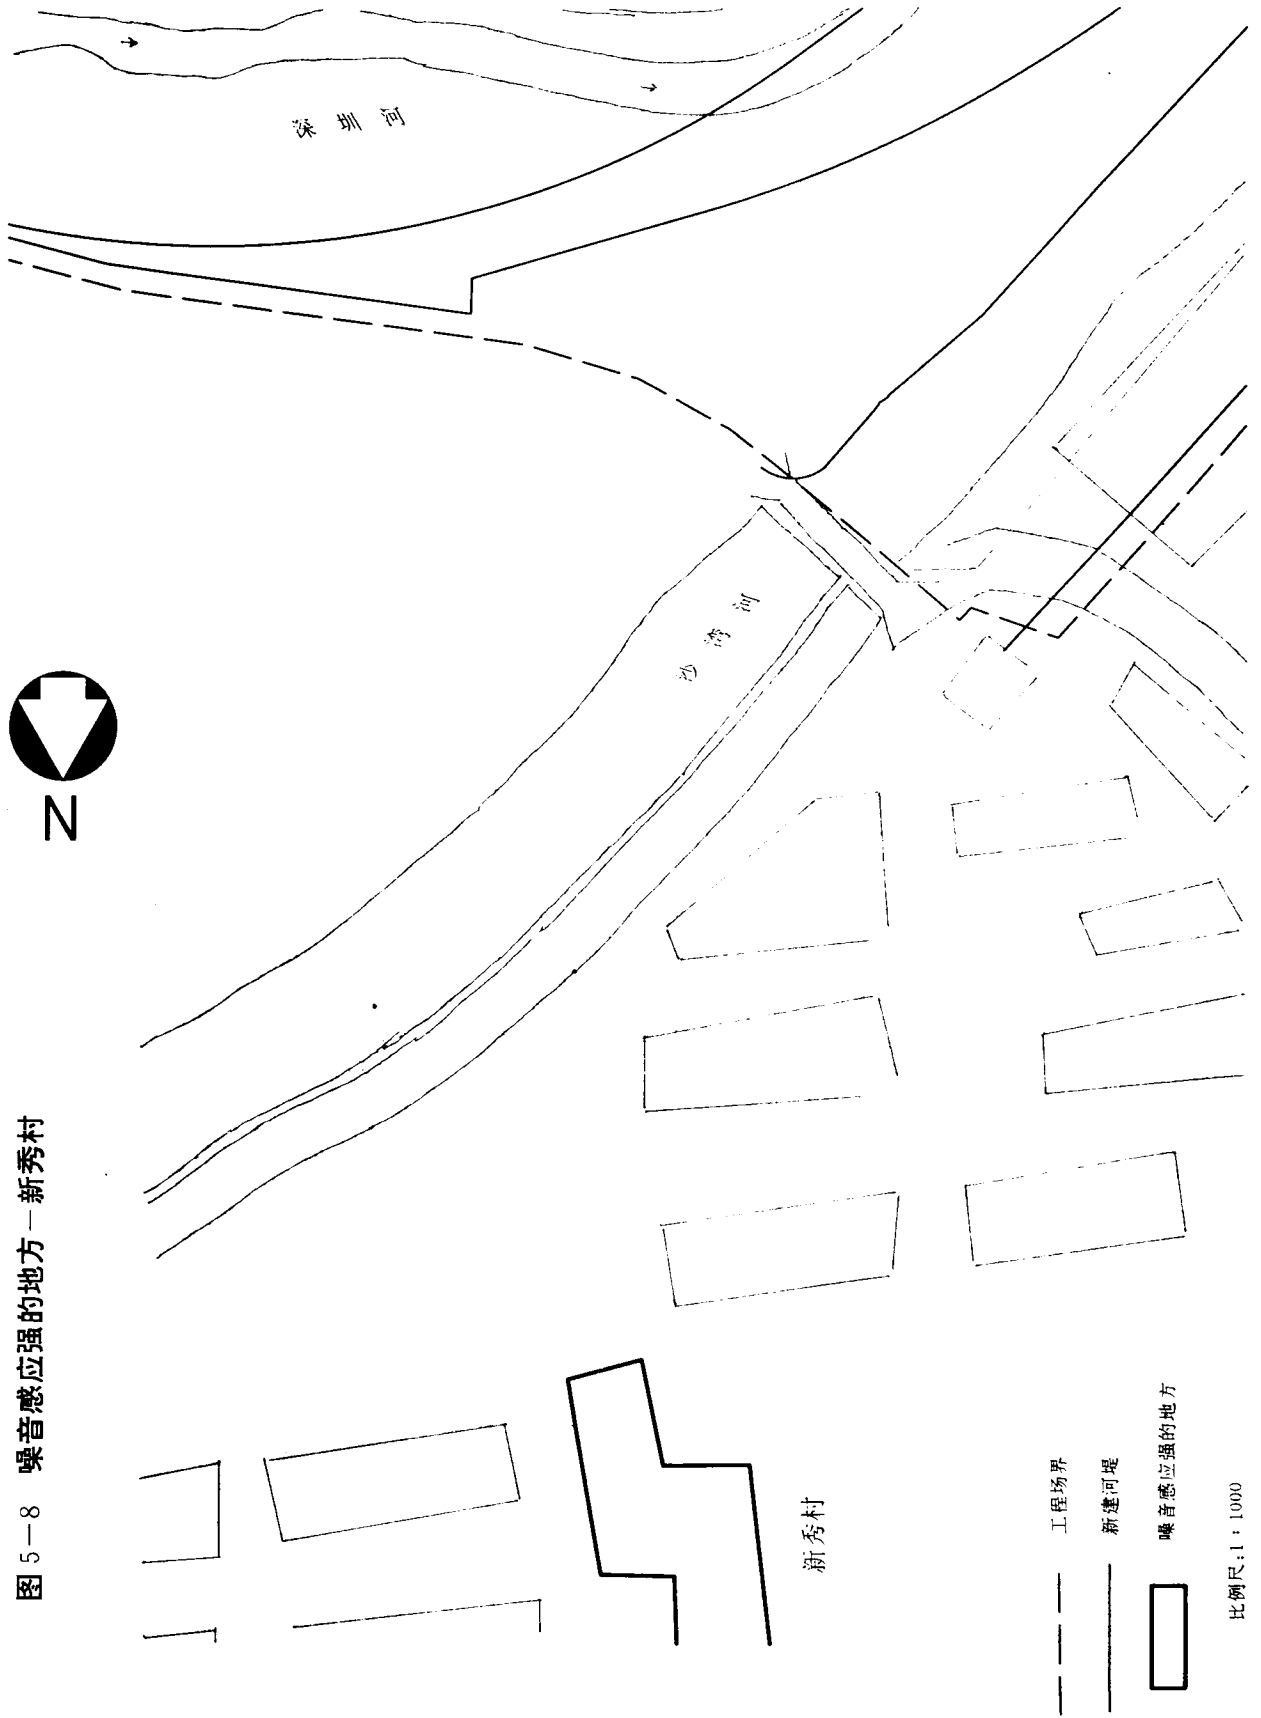 图 5—8 噪音感应强的地方－新秀村
N
深圳河
沙湾河
新秀村
工程场界
新建河堤
噪音感应强的地方
比例尺:1：1000